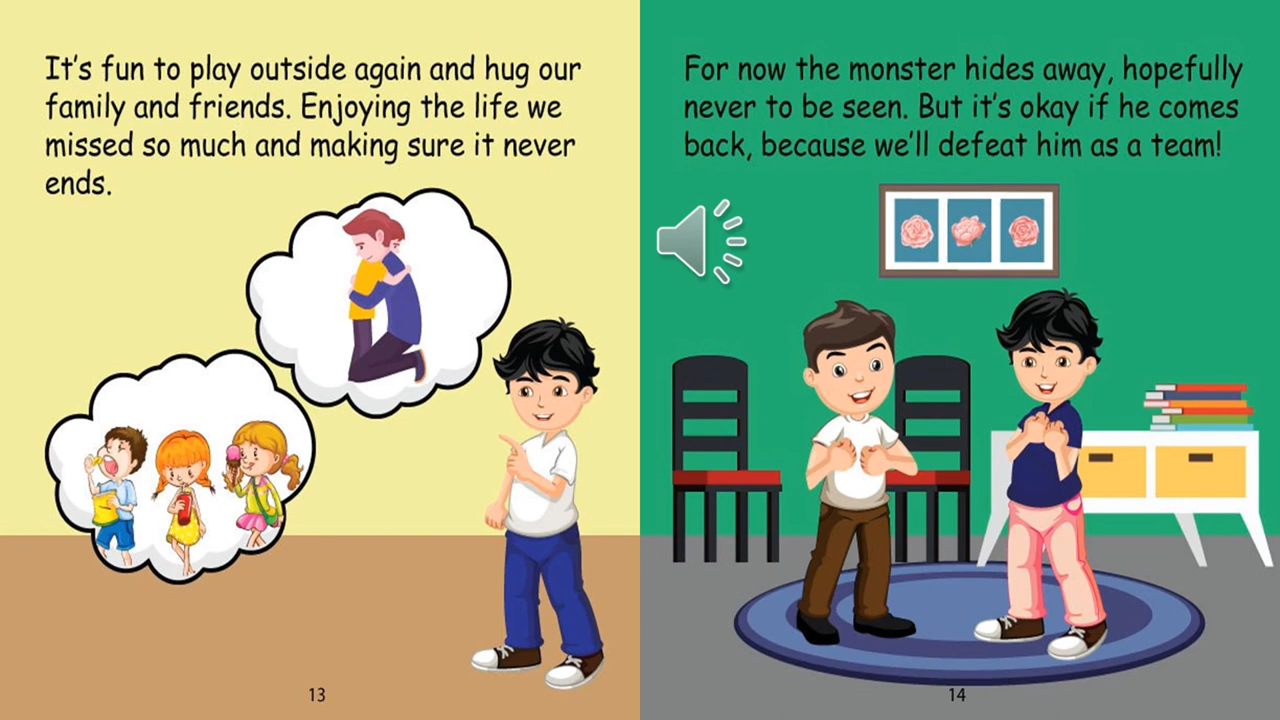 It's fun to play outside again and hug our
family and friends. Enjoying the life we
missed so much and making sure it never
ends.
13
For now the monster hides away, hopefully
never to be seen. But it's okay if he comes
back, because we'll defeat him as a team!
14